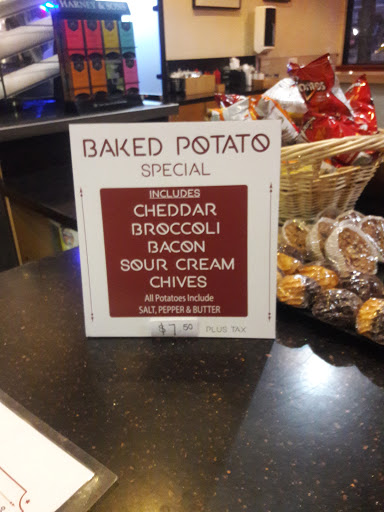 HARNEY & SONS
BAKED POTATO
SPECIAL
INCLUDES
CHEDDAR
BROCCOLI
BACON
SOUR CREAM
CHIVES
All Potatoes Include
SALT, PEPPER & BUTTER
$7.50 PLUS TAX